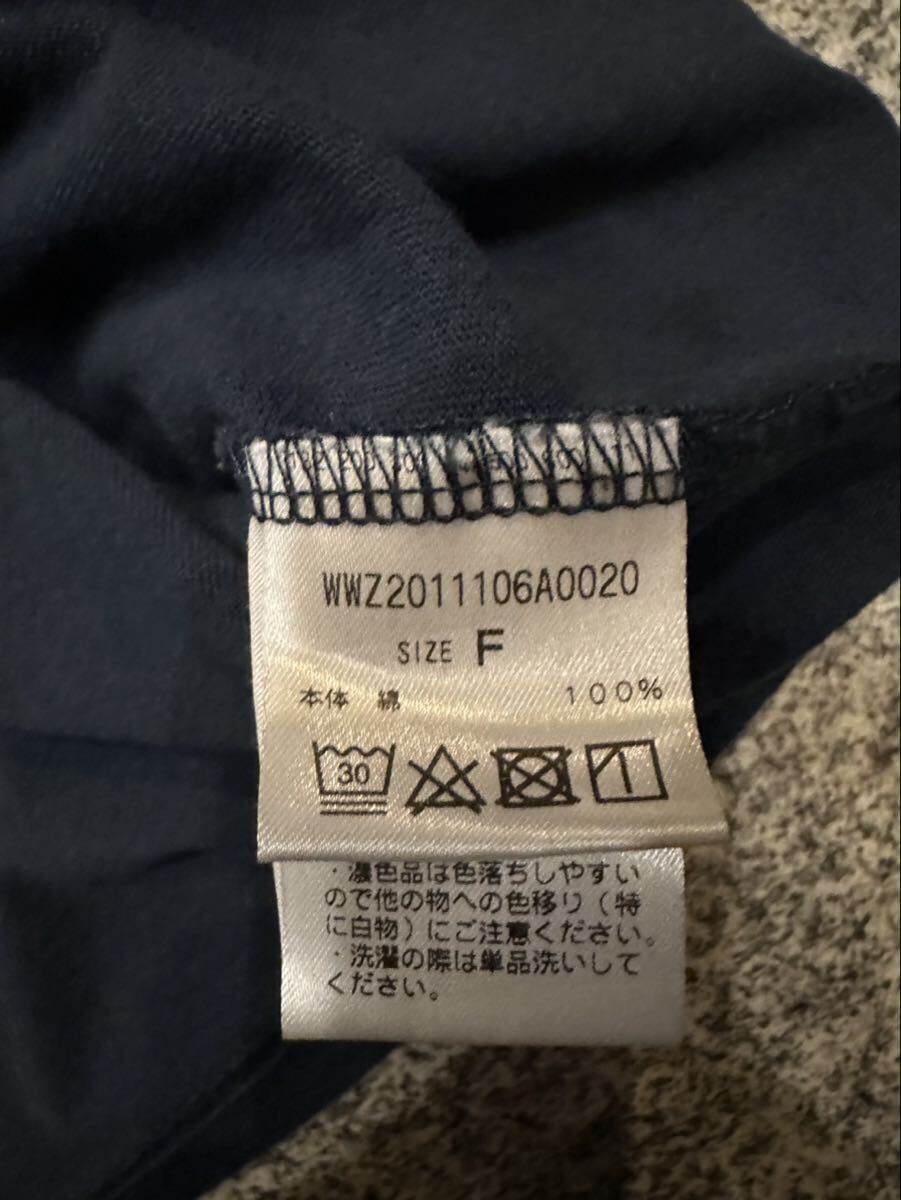 WWZ2011106A0020
SIZE F
本体 綿 100%
30
・濃色品は色落ちしやすい
ので他の物への色移り（特
に白物）にご注意ください。
・洗濯の際は単品洗いして
ください。